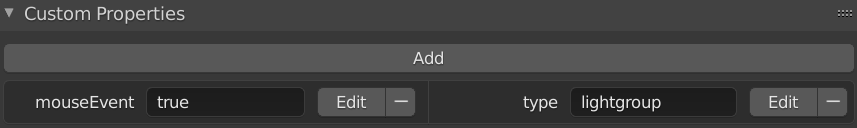 Custom Properties
Add
mouseEvent true Edit type lightgroup Edit